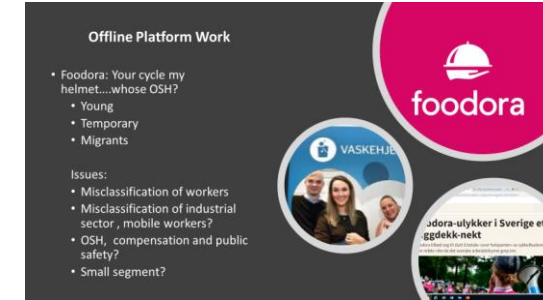 Offline Platform Work
• Foodora: Your cycle my
helmet....whose OSH?
• Young
• Temporary
• Migrants
Issues:
• Misclassification of workers
• Misclassification of industrial
sector , mobile workers?
• OSH, compensation and public
safety?
• Small segment?
foodora
VASKEHJE
odora-ulykker i Sverige et
ggdekk-nekt